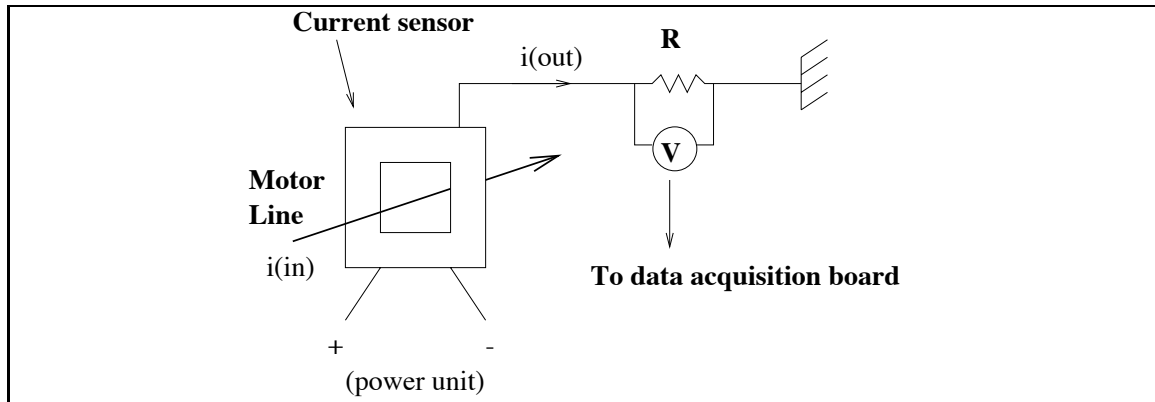 Current sensor
R
i(out)
V
Motor
Line
i(in)
To data acquisition board
+
-
(power unit)